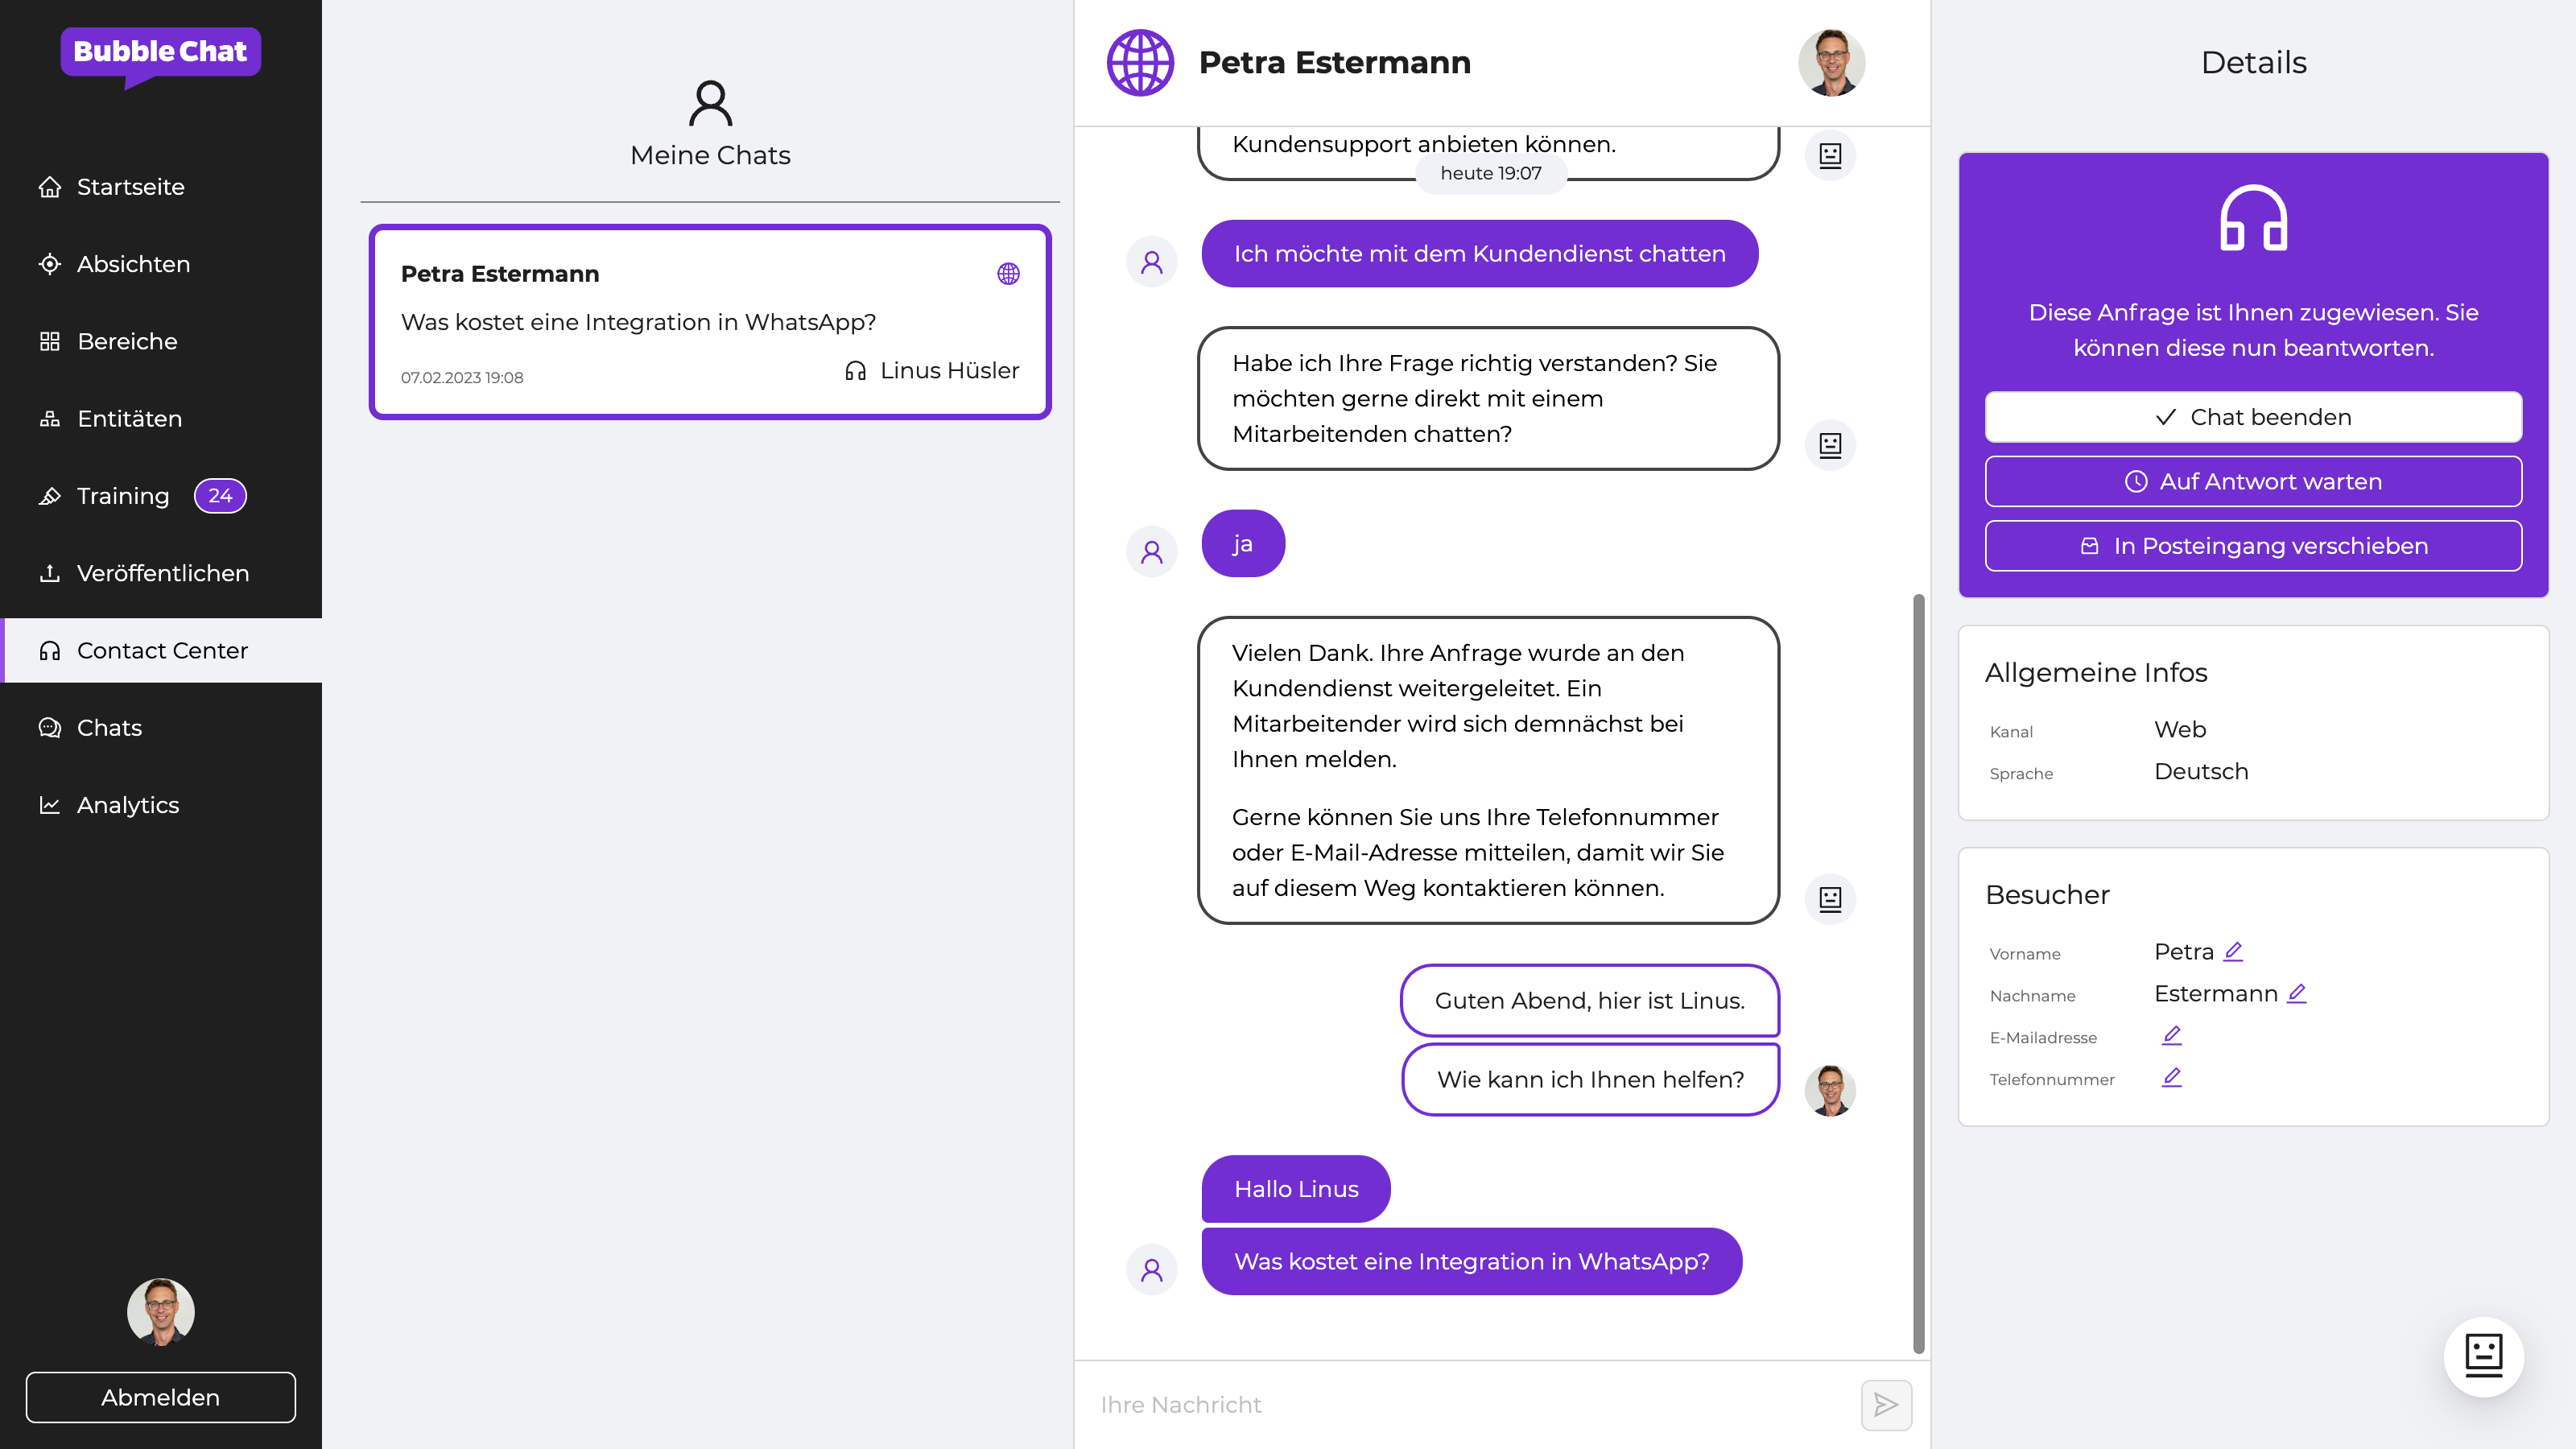 Bubble Chat
Startseite
Absichten
Bereiche
Entitäten
Training 24
Veröffentlichen
Contact Center
Chats
Analytics
Abmelden
Meine Chats
Petra Estermann
Was kostet eine Integration in WhatsApp?
07.02.2023 19:08
Linus Hüsler
Petra Estermann
Kundensupport anbieten können.
heute 19:07
Ich möchte mit dem Kundendienst chatten
Habe ich Ihre Frage richtig verstanden? Sie
möchten gerne direkt mit einem
Mitarbeitenden chatten?
ja
Vielen Dank. Ihre Anfrage wurde an den
Kundendienst weitergeleitet. Ein
Mitarbeitender wird sich demnächst bei
Ihnen melden.
Gerne können Sie uns Ihre Telefonnummer
oder E-Mail-Adresse mitteilen, damit wir Sie
auf diesem Weg kontaktieren können.
Guten Abend, hier ist Linus.
Wie kann ich Ihnen helfen?
Hallo Linus
Was kostet eine Integration in WhatsApp?
Ihre Nachricht
Details
Diese Anfrage ist Ihnen zugewiesen. Sie
können diese nun beantworten.
Chat beenden
Auf Antwort warten
In Posteingang verschieben
Allgemeine Infos
Kanal Web
Sprache Deutsch
Besucher
Vorname Petra
Nachname Estermann
E-Mailadresse
Telefonnummer